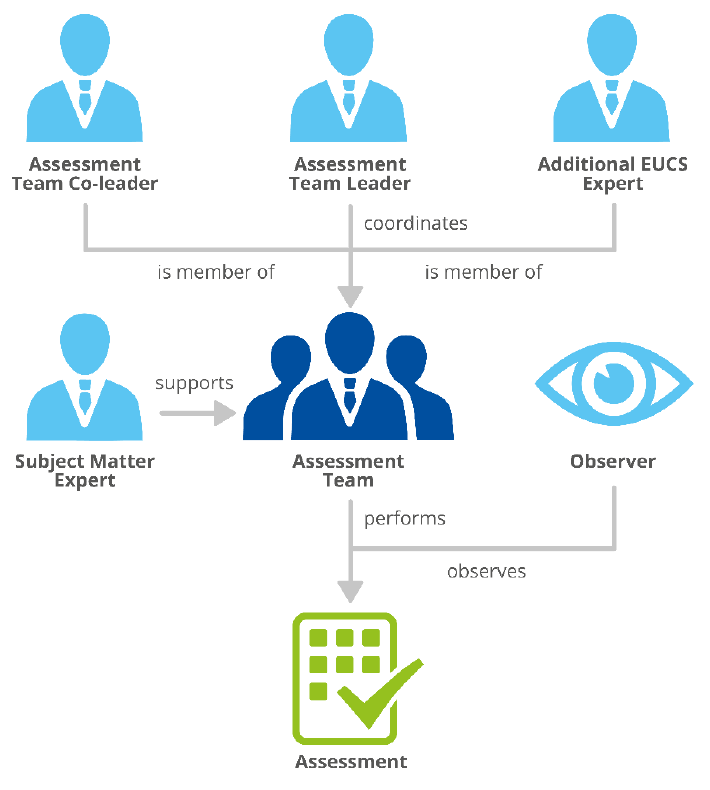 Assessment
Team Co-leader
Assessment
Team Leader
Additional EUCS
Expert
coordinates
is member of
is member of
supports
Subject Matter
Expert
Assessment
Team
Observer
performs
observes
Assessment